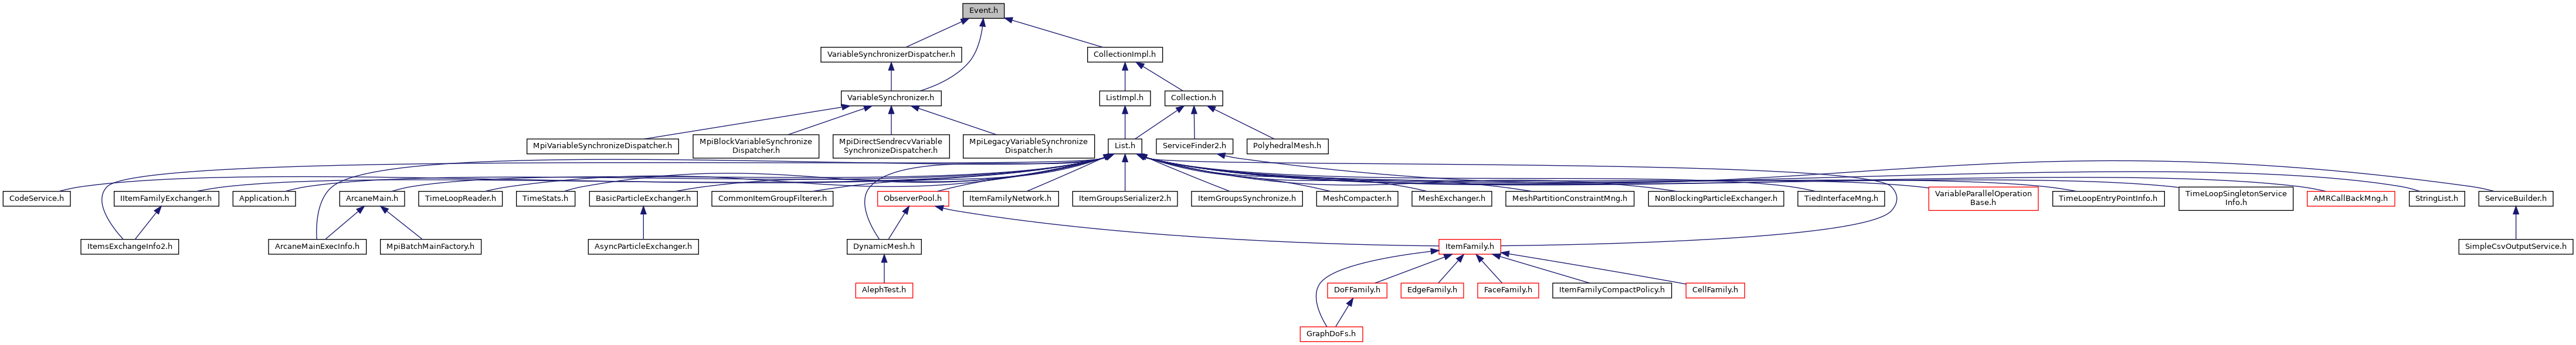 Event.h
VariableSynchronizerDispatcher.h
CollectionImpl.h
VariableSynchronizer.h
ListImpl.h
Collection.h
MpiVariableSynchronizeDispatcher.h
MpiBlockVariableSynchronize
Dispatcher.h
MpiDirectSendrecvVariable
SynchronizeDispatcher.h
MpiLegacyVariableSynchronize
Dispatcher.h
List.h
ServiceFinder2.h
PolyhedralMesh.h
CodeService.h
IItemFamilyExchanger.h
Application.h
ArcaneMain.h
TimeLoopReader.h
TimeStats.h
BasicParticleExchanger.h
CommonItemGroupFilterer.h
ObserverPool.h
ItemFamilyNetwork.h
ItemGroupsSerializer2.h
ItemGroupsSynchronize.h
MeshCompacter.h
MeshExchanger.h
MeshPartitionConstraintMng.h
NonBlockingParticleExchanger.h
TiedInterfaceMng.h
VariableParallelOperation
Base.h
TimeLoopEntryPointInfo.h
TimeLoopSingletonService
Info.h
AMRCallBackMng.h
StringList.h
ServiceBuilder.h
ItemsExchangeInfo2.h
ArcaneMainExecInfo.h
MpiBatchMainFactory.h
AsyncParticleExchanger.h
DynamicMesh.h
ItemFamily.h
SimpleCsvOutputService.h
AlephTest.h
DoFFamily.h
EdgeFamily.h
FaceFamily.h
ItemFamilyCompactPolicy.h
CellFamily.h
GraphDoFs.h